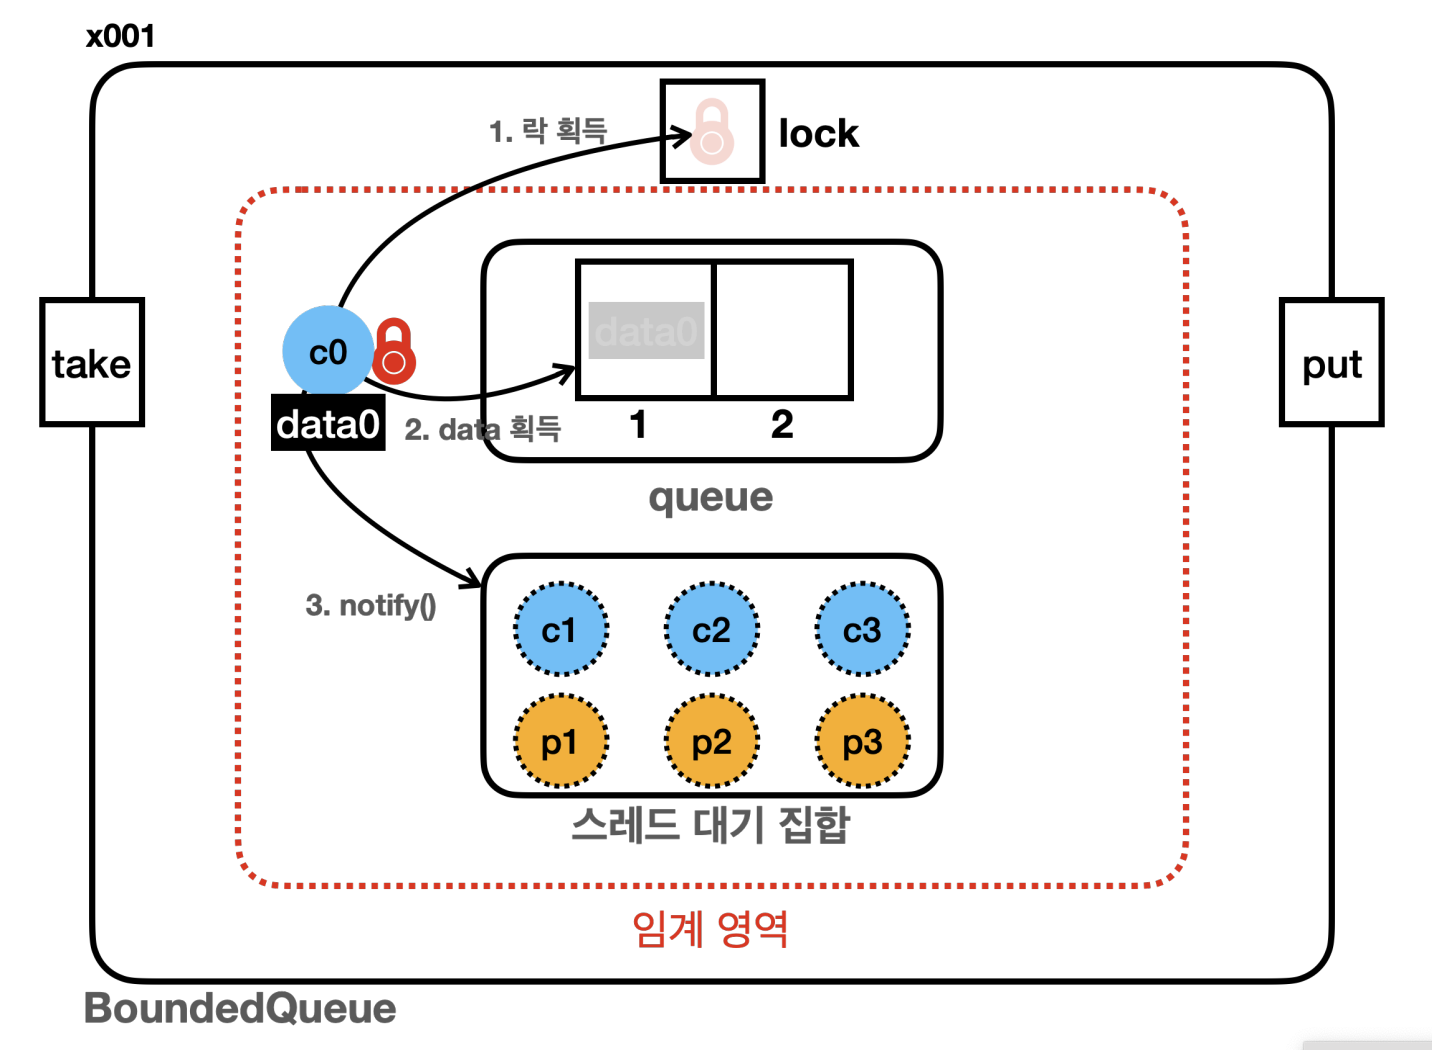 x001
1. 락 획득
lock
take
c0
data0
put
data0
2. data 획득
1
2
queue
3. notify()
c1
c2
c3
p1
p2
p3
스레드 대기 집합
임계 영역
BoundedQueue